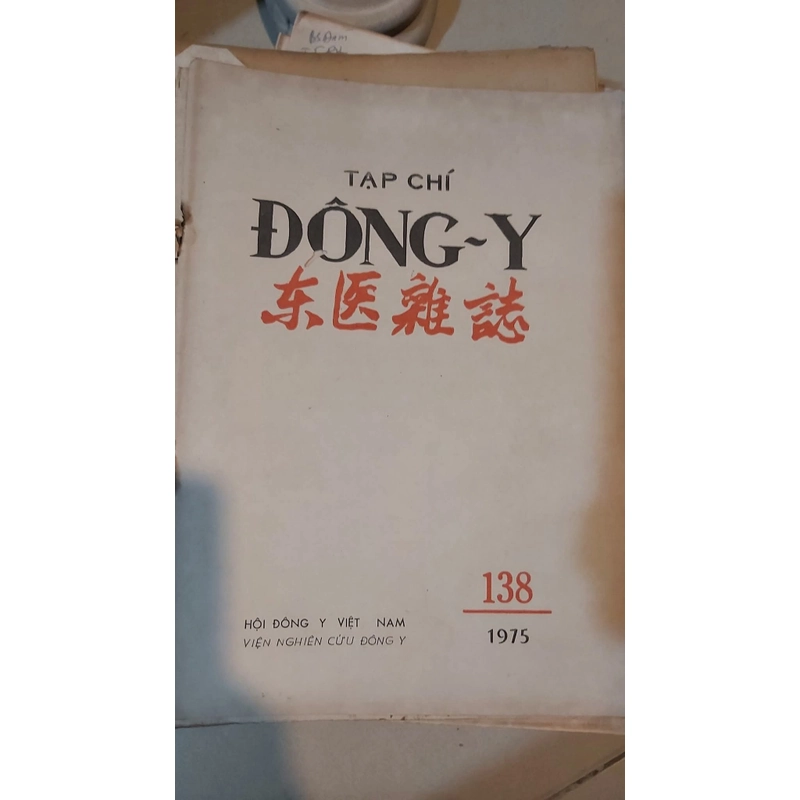 TẠP CHÍ
ĐÔNG-Y
东医雜誌
138
1975
HỘI ĐÔNG Y VIỆT NAM
VIỆN NGHIÊN CỨU ĐÔNG Y